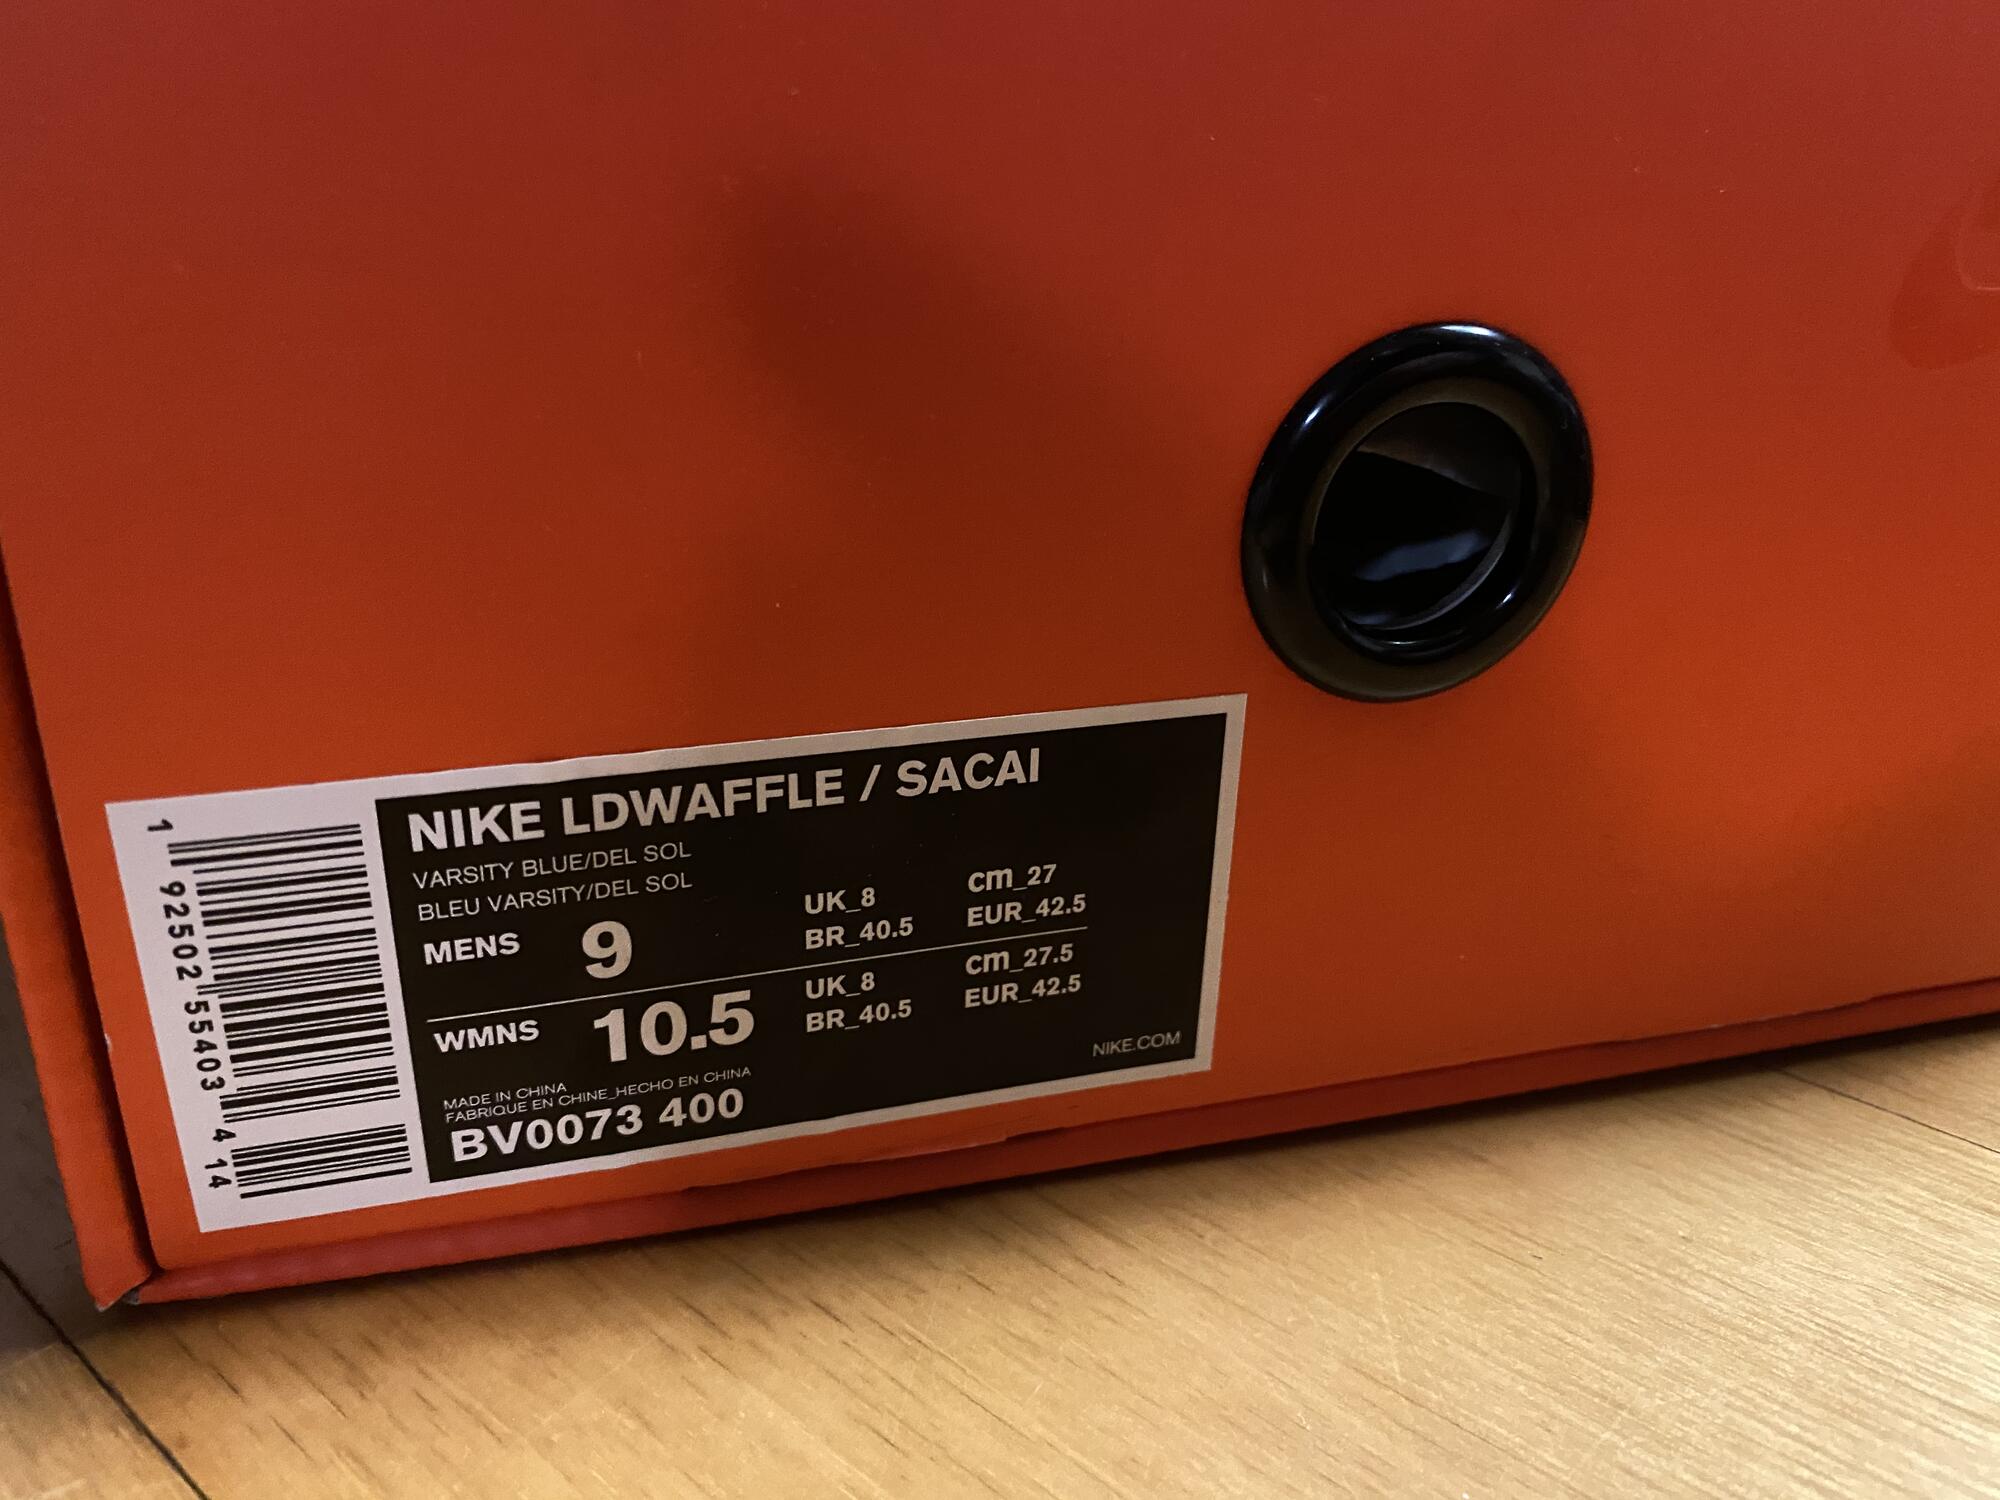 NIKE LDWAFFLE / SACAI
VARSITY BLUE/DEL SOL
BLEU VARSITY/DEL SOL
MENS 9 UK_8 cm_27
BR_40.5 EUR_42.5
WMNS 10.5 UK_8 cm_27.5
BR_40.5 EUR_42.5
MADE IN CHINA
FABRIQUE EN CHINE_HECHO EN CHINA
BV0073 400
NIKE.COM
1 92502 55403 4 14